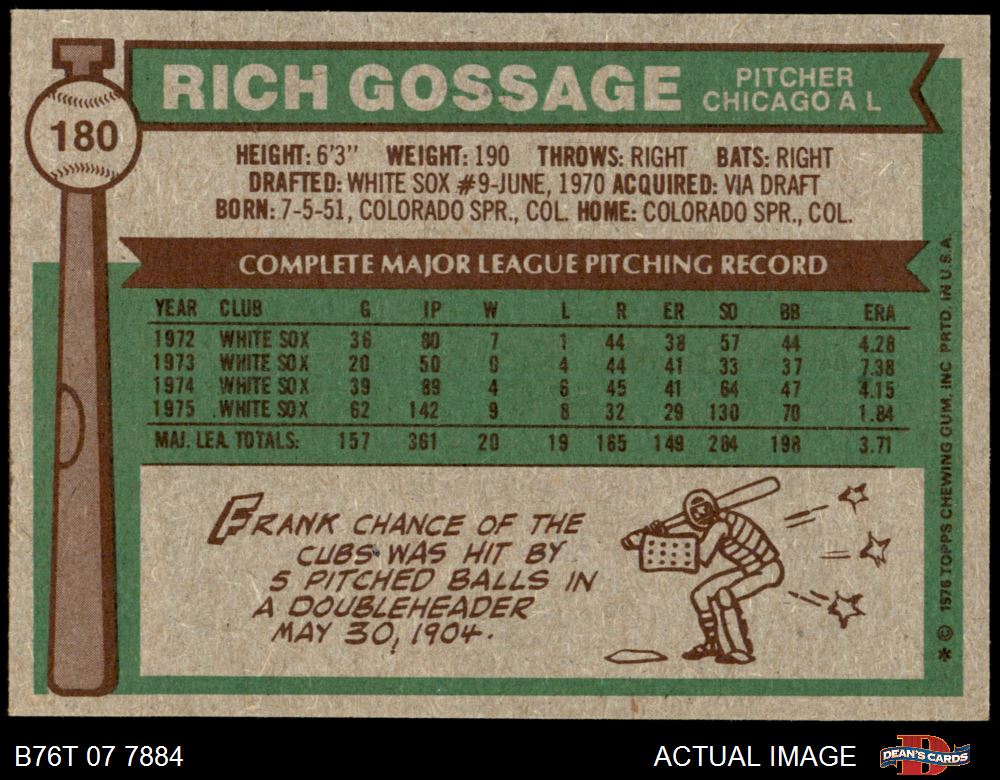 180
RICH GOSSAGE
PITCHER
CHICAGO A L
HEIGHT: 6'3" WEIGHT: 190 THROWS: RIGHT BATS: RIGHT
DRAFTED: WHITE SOX #9-JUNE, 1970 ACQUIRED: VIA DRAFT
BORN: 7-5-51, COLORADO SPR., COL. HOME: COLORADO SPR., COL.
COMPLETE MAJOR LEAGUE PITCHING RECORD
YEAR CLUB G IP W L R ER SO BB ERA
1972 WHITE SOX 36 80 7 1 44 38 57 44 4.28
1973 WHITE SOX 20 50 0 4 44 41 33 37 7.38
1974 WHITE SOX 39 89 4 6 45 41 64 47 4.15
1975 WHITE SOX 62 142 9 8 32 29 130 70 1.84
MAJ. LEA. TOTALS: 157 361 20 19 165 149 284 198 3.71
FRANK CHANCE OF THE
CUBS WAS HIT BY
5 PITCHED BALLS IN
A DOUBLEHEADER
MAY 30, 1904.
* © 1976 TOPPS CHEWING GUM, INC. PRTD. IN U.S.A.
B76T 07 7884
ACTUAL IMAGE
DEAN'S CARDS